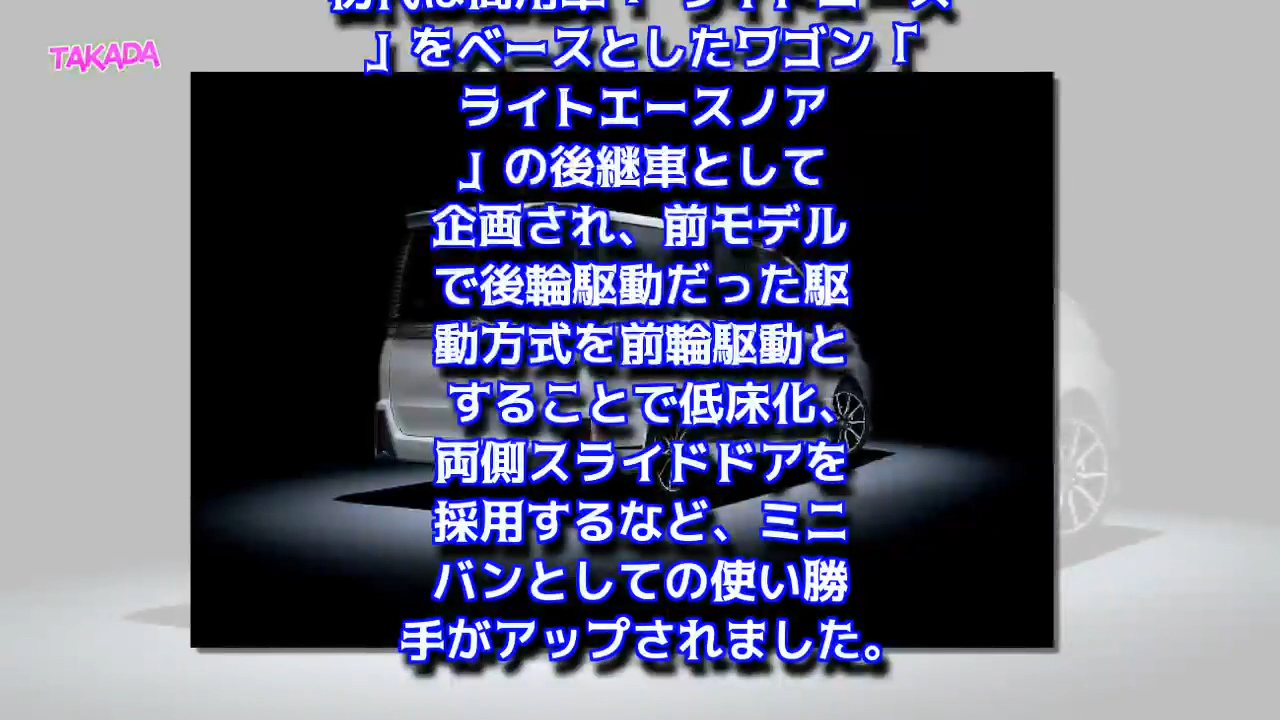 TAKADA
」をベースとしたワゴン「
ライトエースノア
」の後継車として
企画され、前モデル
で後輪駆動だった駆
動方式を前輪駆動と
することで低床化、
両側スライドドアを
採用するなど、ミニ
バンとしての使い勝
手がアップされました。